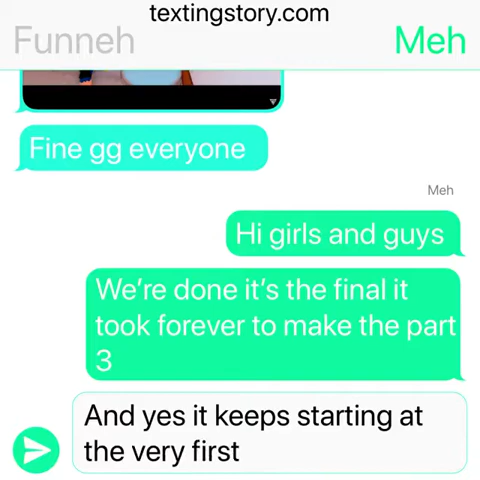 textingstory.com
Funneh
Meh
Fine gg everyone
Meh
Hi girls and guys
We're done it's the final it
took forever to make the part
3
And yes it keeps starting at
the very first